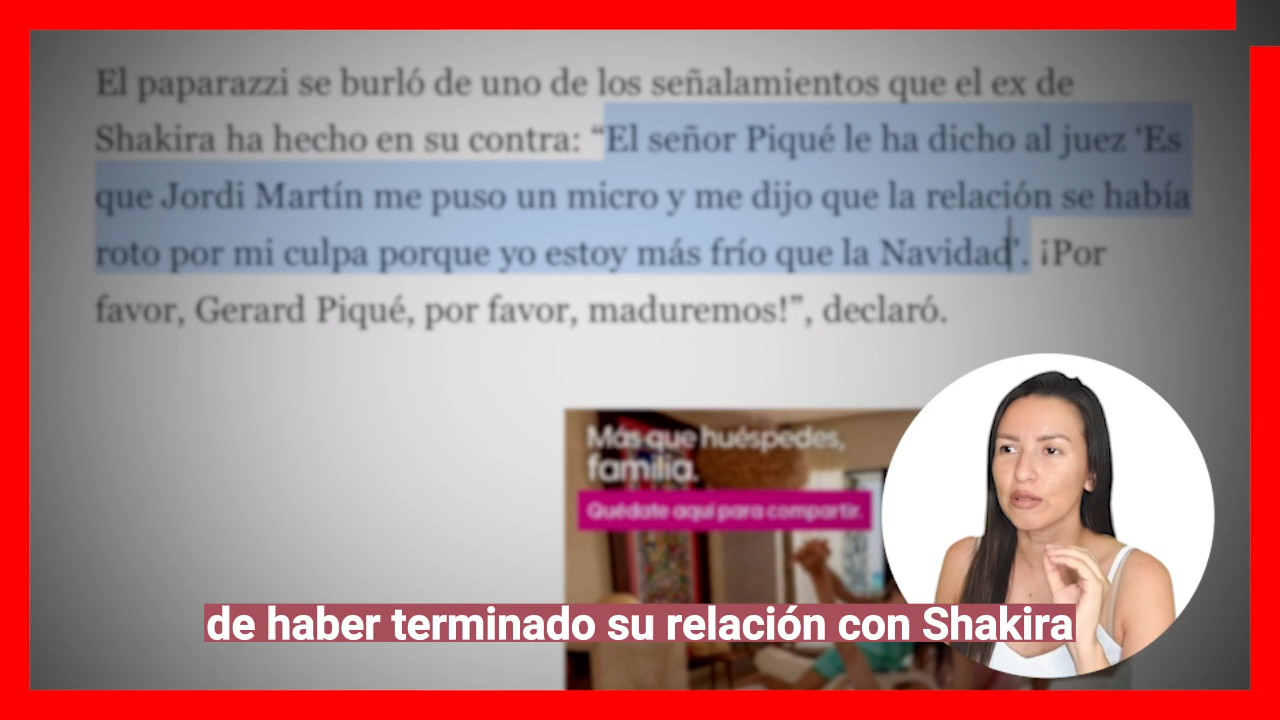 El paparazzi se burló de uno de los señalamientos que el ex de
Shakira ha hecho en su contra: “El señor Piqué le ha dicho al juez ‘Es
que Jordi Martín me puso un micro y me dijo que la relación se había
roto por mi culpa porque yo estoy más frío que la Navidad’. ¡Por
favor, Gerard Piqué, por favor, maduremos!”, declaró.
Más que huéspedes,
familia.
Quédate aquí para compartir.
de haber terminado su relación con Shakira